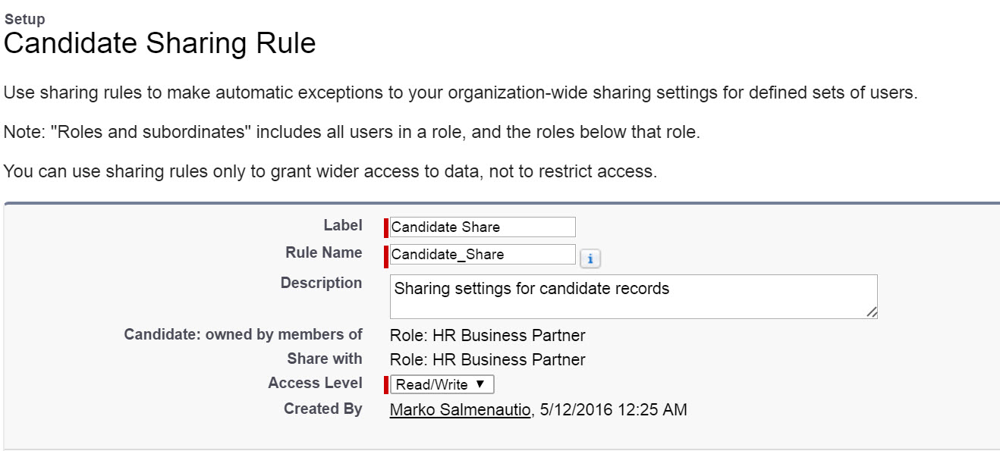 Setup
Candidate Sharing Rule
Use sharing rules to make automatic exceptions to your organization-wide sharing settings for defined sets of users.
Note: "Roles and subordinates" includes all users in a role, and the roles below that role.
You can use sharing rules only to grant wider access to data, not to restrict access.
Label Candidate Share
Rule Name Candidate_Share i
Description Sharing settings for candidate records
Candidate: owned by members of Role: HR Business Partner
Share with Role: HR Business Partner
Access Level Read/Write ▼
Created By Marko Salmenautio, 5/12/2016 12:25 AM